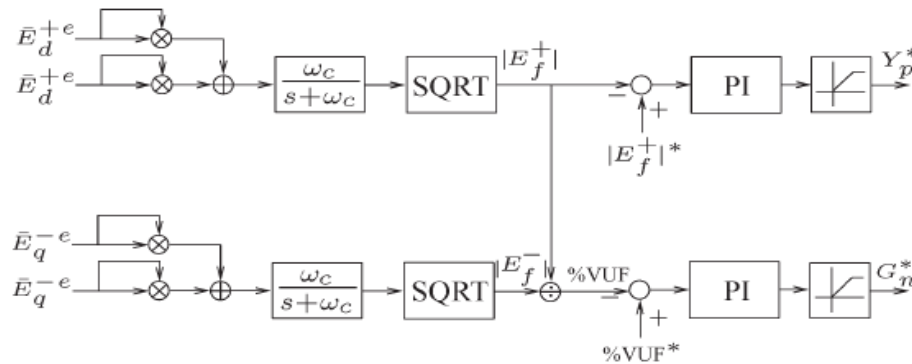 Ē_d^{+e}
Ē_d^{+e}
ω_c / s+ω_c
SQRT
|E_f^+|
− +
|E_f^+|*
PI
Y_p^*
Ē_q^{−e}
Ē_q^{−e}
ω_c / s+ω_c
SQRT
|E_f^−|
%VUF
− +
%VUF*
PI
G_n^*